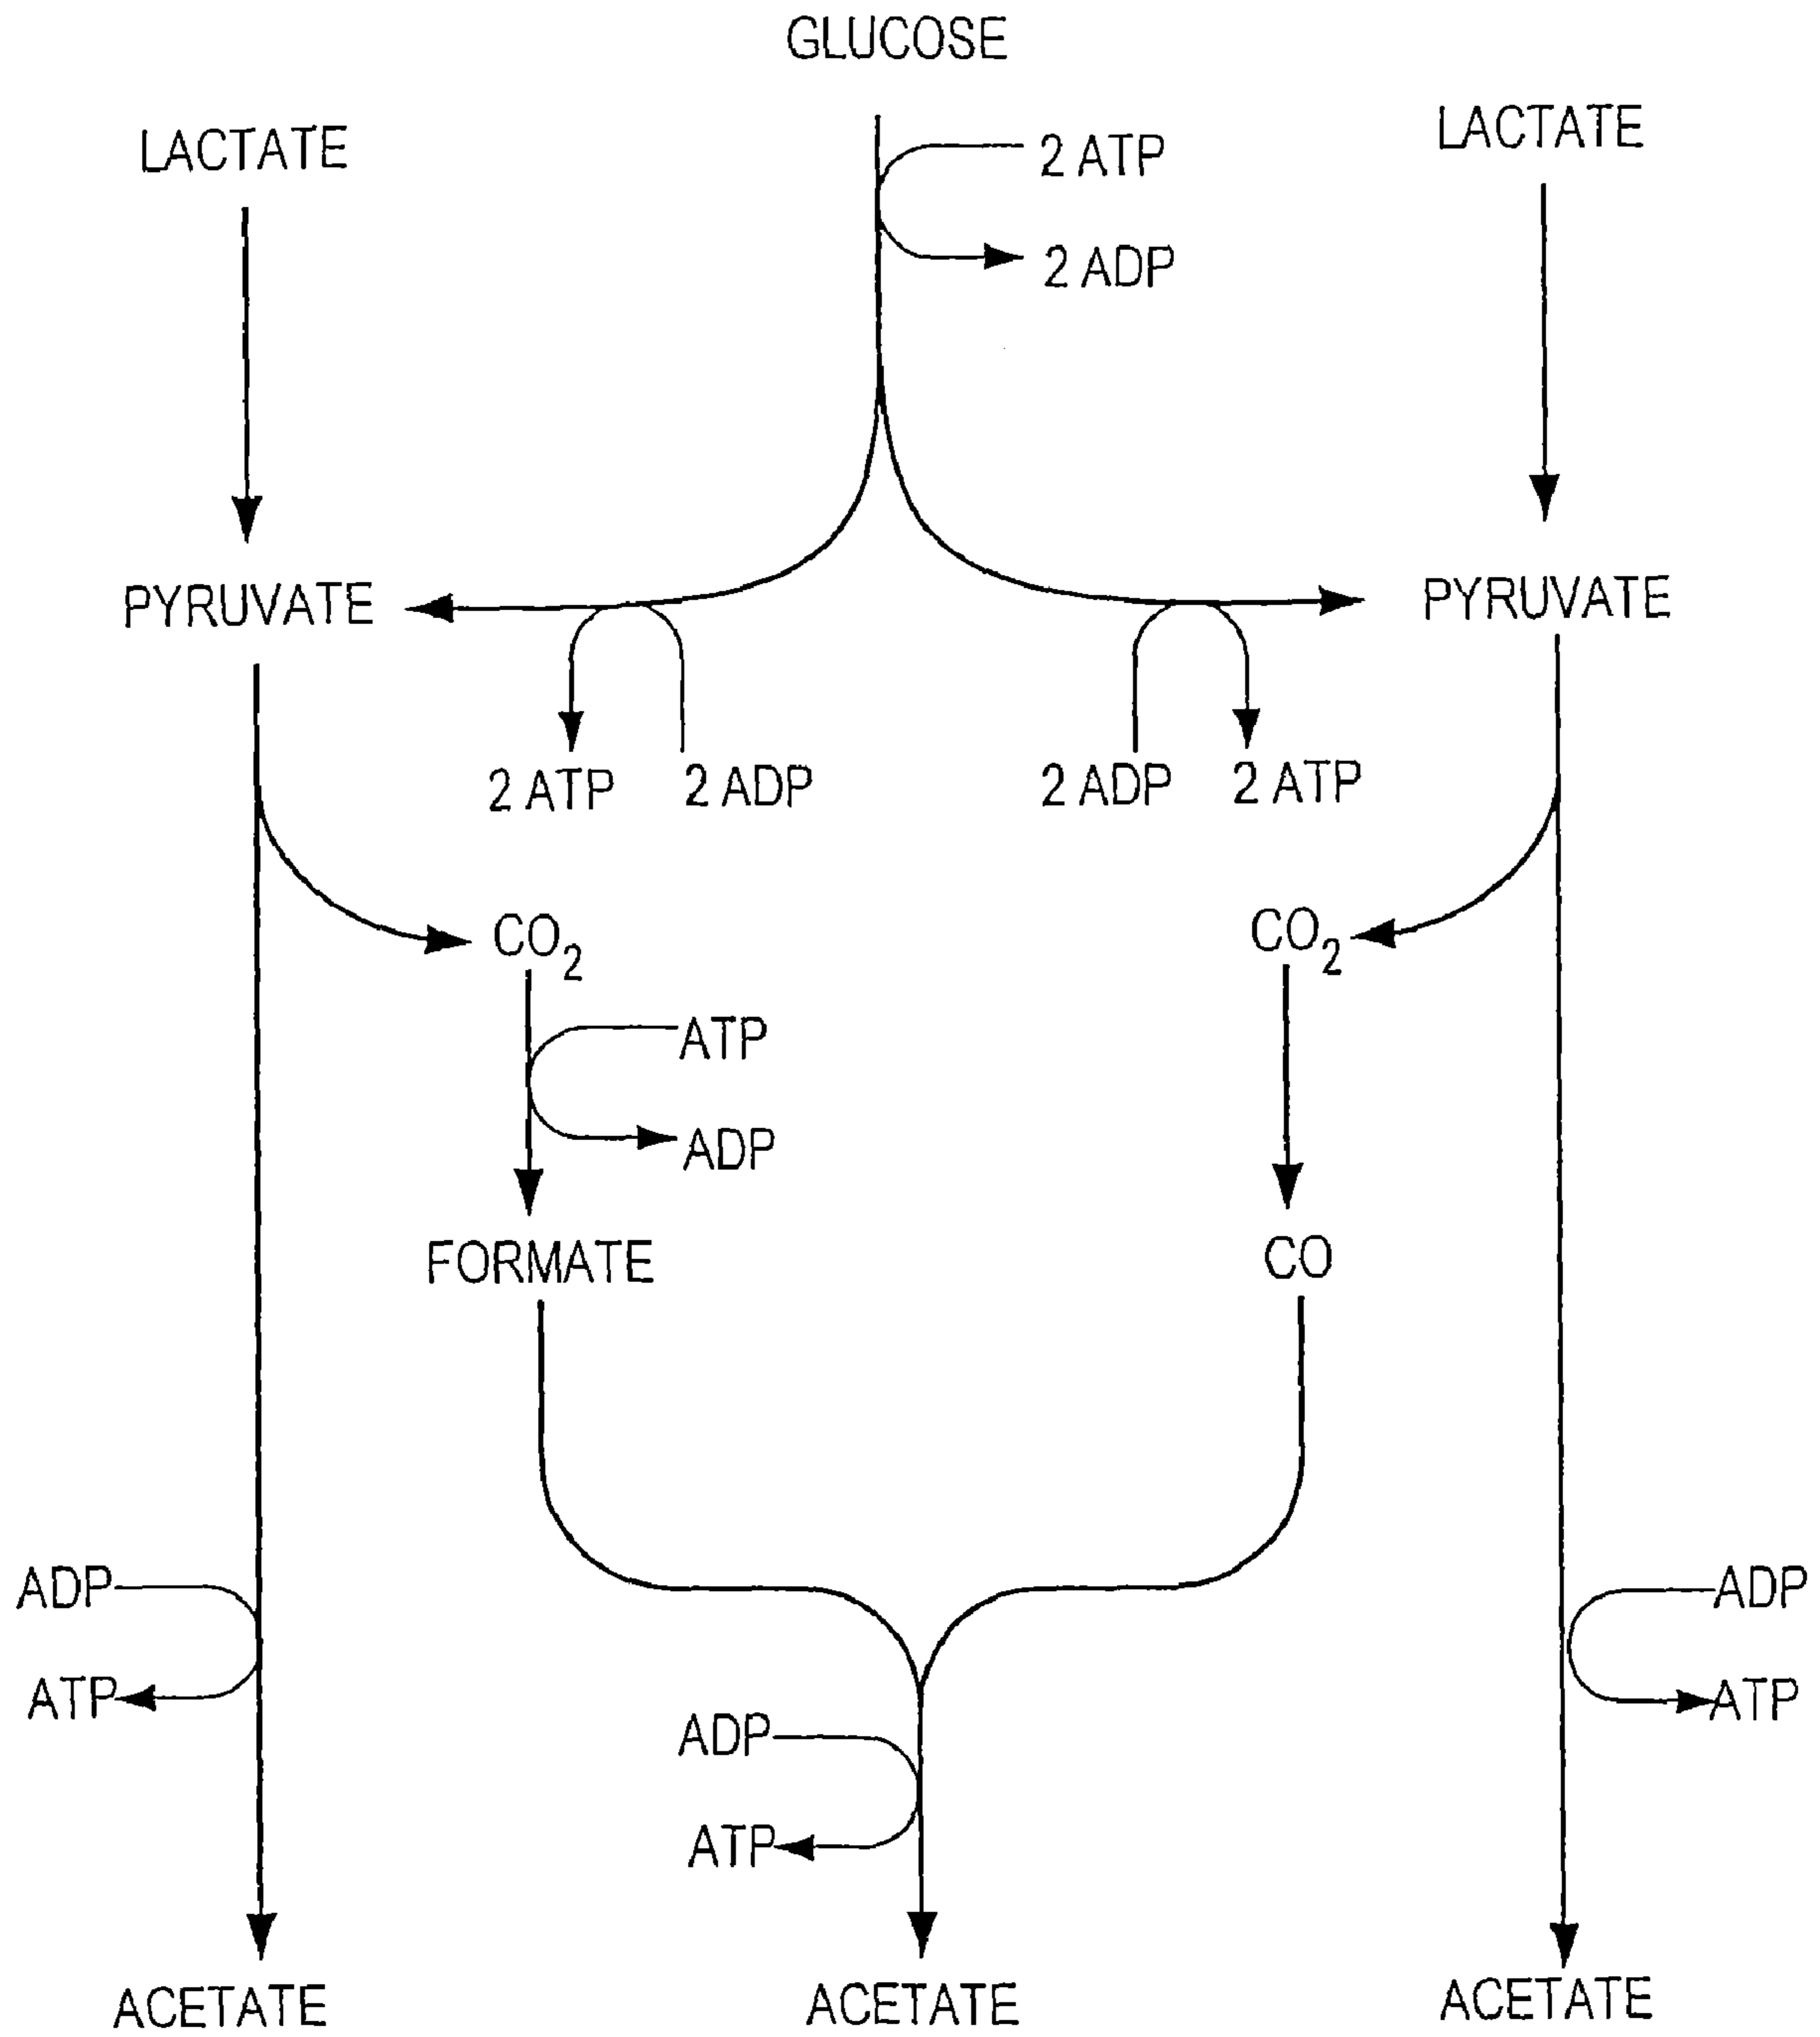 GLUCOSE
LACTATE
LACTATE
2 ATP
2 ADP
PYRUVATE
PYRUVATE
2 ATP
2 ADP
2 ADP
2 ATP
CO2
CO2
ATP
ADP
FORMATE
CO
ADP
ADP
ATP
ATP
ADP
ATP
ACETATE
ACETATE
ACETATE